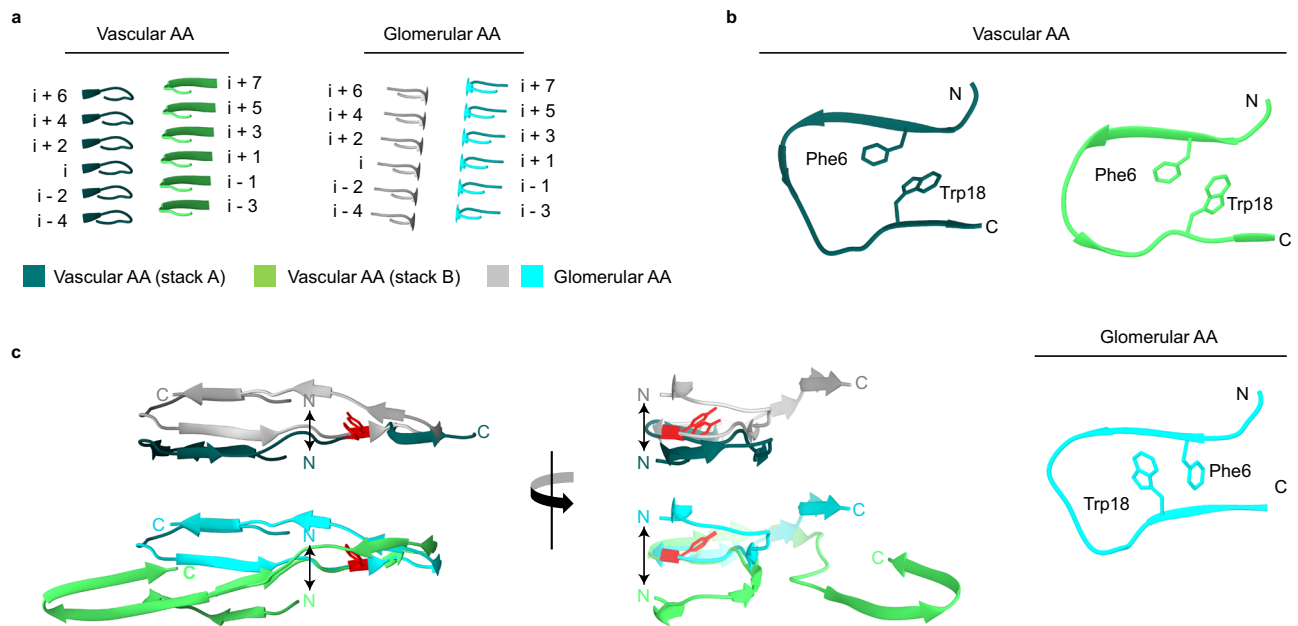 a
Vascular AA
Glomerular AA
i + 6
i + 4
i + 2
i
i - 2
i - 4
i + 7
i + 5
i + 3
i + 1
i - 1
i - 3
i + 6
i + 4
i + 2
i
i - 2
i - 4
i + 7
i + 5
i + 3
i + 1
i - 1
i - 3
Vascular AA (stack A)
Vascular AA (stack B)
Glomerular AA
b
Vascular AA
N
Phe6
Trp18
C
N
Phe6
Trp18
C
Glomerular AA
N
Phe6
Trp18
C
c
C
N
N
C
C
N
C
N
N
C
N
N
C
C
N